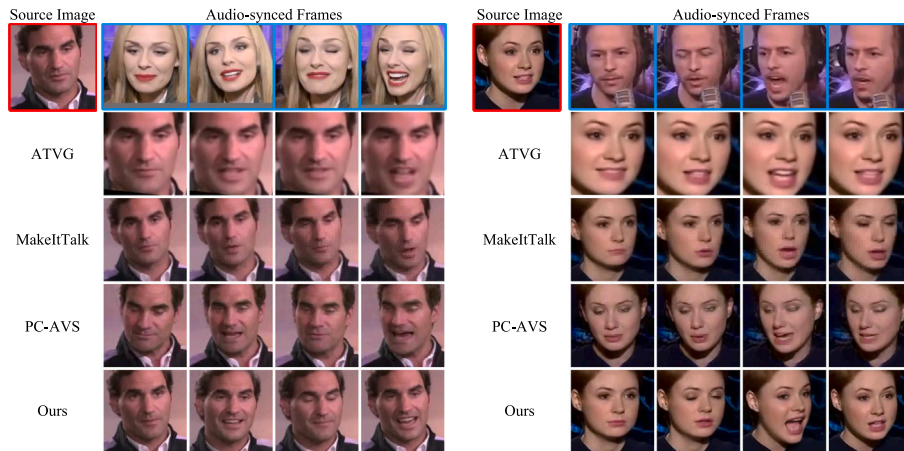 Source Image
Audio-synced Frames
Source Image
Audio-synced Frames
ATVG
ATVG
MakeItTalk
MakeItTalk
PC-AVS
PC-AVS
Ours
Ours